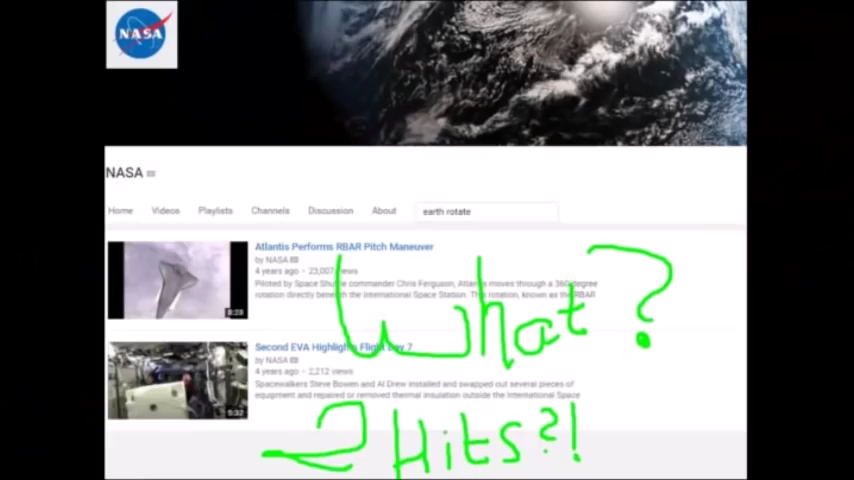 NASA
NASA
Home Videos Playlists Channels Discussion About earth rotate
Atlantis Performs RBAR Pitch Maneuver
by NASA
4 years ago • 23,007 views
Piloted by Space Shuttle commander Chris Ferguson, Atlantis moves through a 360 degree
rotation directly beneath the International Space Station. This rotation, known as the RBAR
8:28
What?
Second EVA Highlights Flight Day 7
by NASA
4 years ago • 2,212 views
Spacewalkers Steve Bowen and Al Drew installed and swapped out several pieces of
equipment and repaired or removed thermal insulation outside the International Space
5:32
2 Hits?!